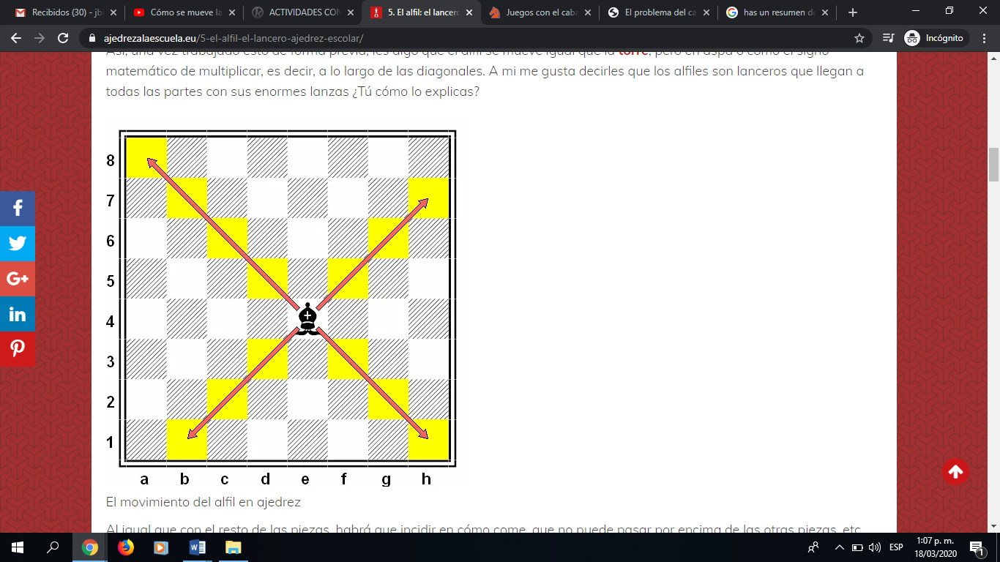 Recibidos (30) - jb
Cómo se mueve la
ACTIVIDADES CON
5. El alfil: el lancero
Juegos con el caba
El problema del ca
has un resumen de
ajedrezalaescuela.eu/5-el-alfil-el-lancero-ajedrez-escolar/
Incógnito
Así, una vez trabajado esto de forma previa, les digo que el alfil se mueve igual que la torre, pero en aspa o como el signo
matemático de multiplicar, es decir, a lo largo de las diagonales. A mi me gusta decirles que los alfiles son lanceros que llegan a
todas las partes con sus enormes lanzas ¿Tú cómo lo explicas?
8
7
6
5
4
3
2
1
a b c d e f g h
El movimiento del alfil en ajedrez
Al igual que con el resto de las piezas, habrá que incidir en cómo come, que no puede pasar por encima de las otras piezas, etc
G+
ESP
1:07 p. m.
18/03/2020
1